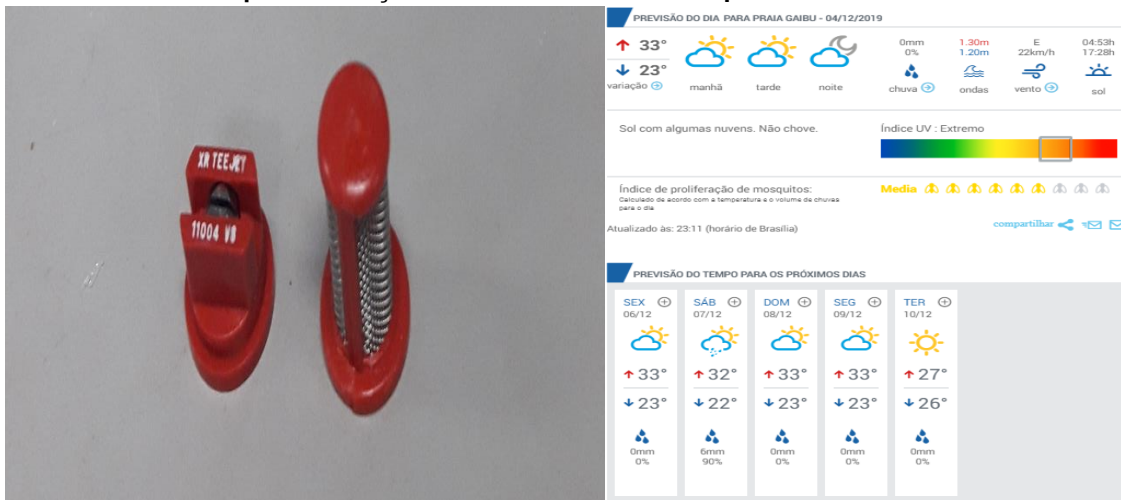 XR TEEJET
11004 VS
PREVISÃO DO DIA PARA PRAIA GAIBU - 04/12/2019
33°
23°
variação
manhã
tarde
noite
0mm
0%
chuva
1.30m
1.20m
ondas
E
22km/h
vento
04:53h
17:28h
sol
Sol com algumas nuvens. Não chove.
Índice UV : Extremo
Índice de proliferação de mosquitos:
Calculado de acordo com a temperatura e o volume de chuvas
para o dia
Media
Atualizado às: 23:11 (horário de Brasília)
compartilhar
PREVISÃO DO TEMPO PARA OS PRÓXIMOS DIAS
SEX
06/12
33°
23°
0mm
0%
SÁB
07/12
32°
22°
6mm
90%
DOM
08/12
33°
23°
0mm
0%
SEG
09/12
33°
23°
0mm
0%
TER
10/12
27°
26°
0mm
0%